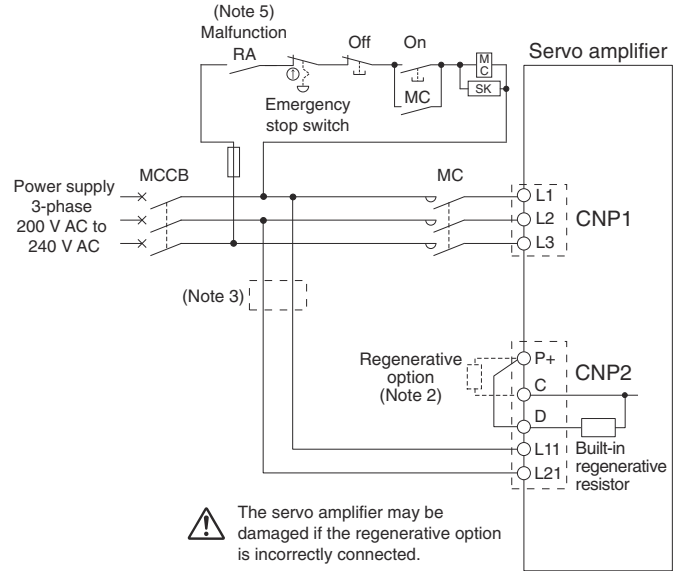 (Note 5)
Malfunction
RA
Off
On
MC
SK
MC
Emergency
stop switch
Servo amplifier
MCCB
MC
Power supply
3-phase
200 V AC to
240 V AC
L1
L2
L3
CNP1
(Note 3)
Regenerative
option
(Note 2)
P+
C
D
L11
L21
CNP2
Built-in
regenerative
resistor
The servo amplifier may be
damaged if the regenerative option
is incorrectly connected.